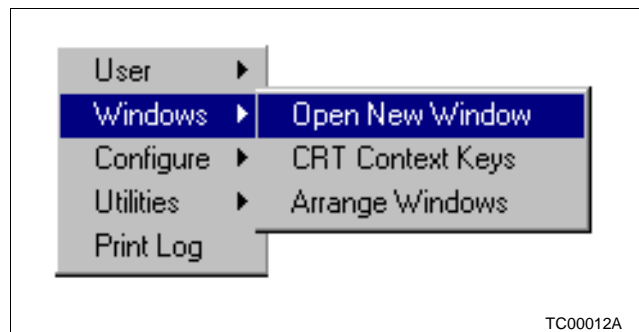 User
Windows
Configure
Utilities
Print Log
Open New Window
CRT Context Keys
Arrange Windows
TC00012A